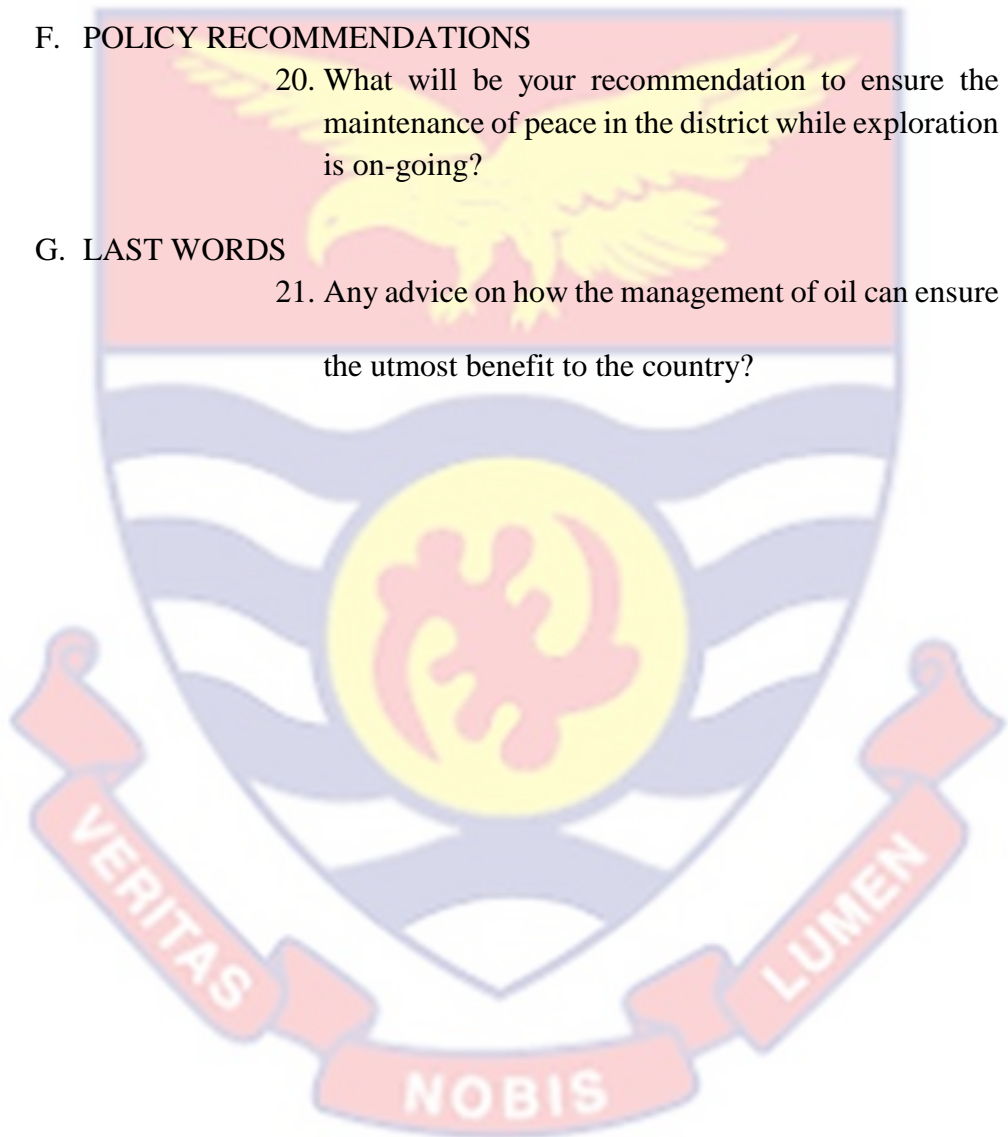 F. POLICY RECOMMENDATIONS
20. What will be your recommendation to ensure the
maintenance of peace in the district while exploration
is on-going?
G. LAST WORDS
21. Any advice on how the management of oil can ensure
the utmost benefit to the country?
VERITAS
NOBIS
LUMEN